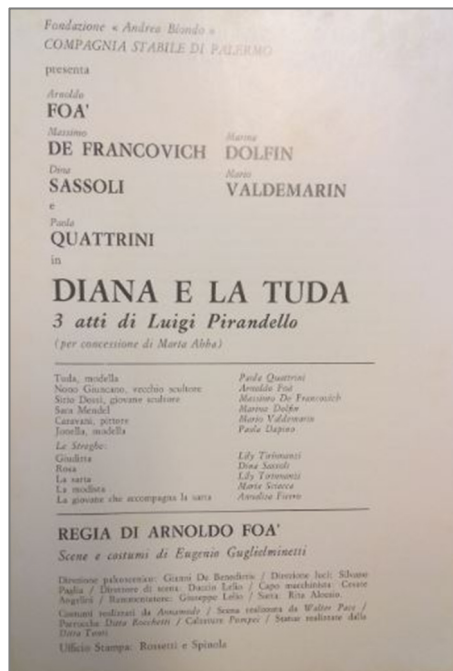 Fondazione « Andrea Biondo »
COMPAGNIA STABILE DI PALERMO
presenta
Arnoldo
FOA'
Massimo Marina
DE FRANCOVICH DOLFIN
Dina Mario
SASSOLI VALDEMARIN
e
Paola
QUATTRINI
in
DIANA E LA TUDA
3 atti di Luigi Pirandello
(per concessione di Marta Abba)
Tuda, modella Paola Quattrini
Nono Giuncano, vecchio scultore Arnoldo Foà
Sirio Dossi, giovane scultore Massimo De Francovich
Sara Mendel Marina Dolfin
Caravani, pittore Mario Valdemarin
Jonella, modella Paola Dapino
Le Streghe:
Giuditta Lily Tirinnanzi
Rosa Dina Sassoli
La sarta Lily Tirinnanzi
La modista Maria Sciacca
La giovane che accompagna la sarta Annalisa Fierro
REGIA DI ARNOLDO FOA'
Scene e costumi di Eugenio Guglielminetti
Direzione palcoscenico: Gianni De Benedittis / Direzione luci: Silvano
Paglia / Direttore di scena: Duccio Lelio / Capo macchinista: Cesare
Angelini / Rammentatore: Giuseppe Lelio / Sarta: Rita Aloisio.
Costumi realizzati da Annamode / Scena realizzata da Walter Pace /
Parrucche Ditta Rocchetti / Calzature Pompei / Statue realizzate dalla
Ditta Tonti
Ufficio Stampa: Rossetti e Spinola